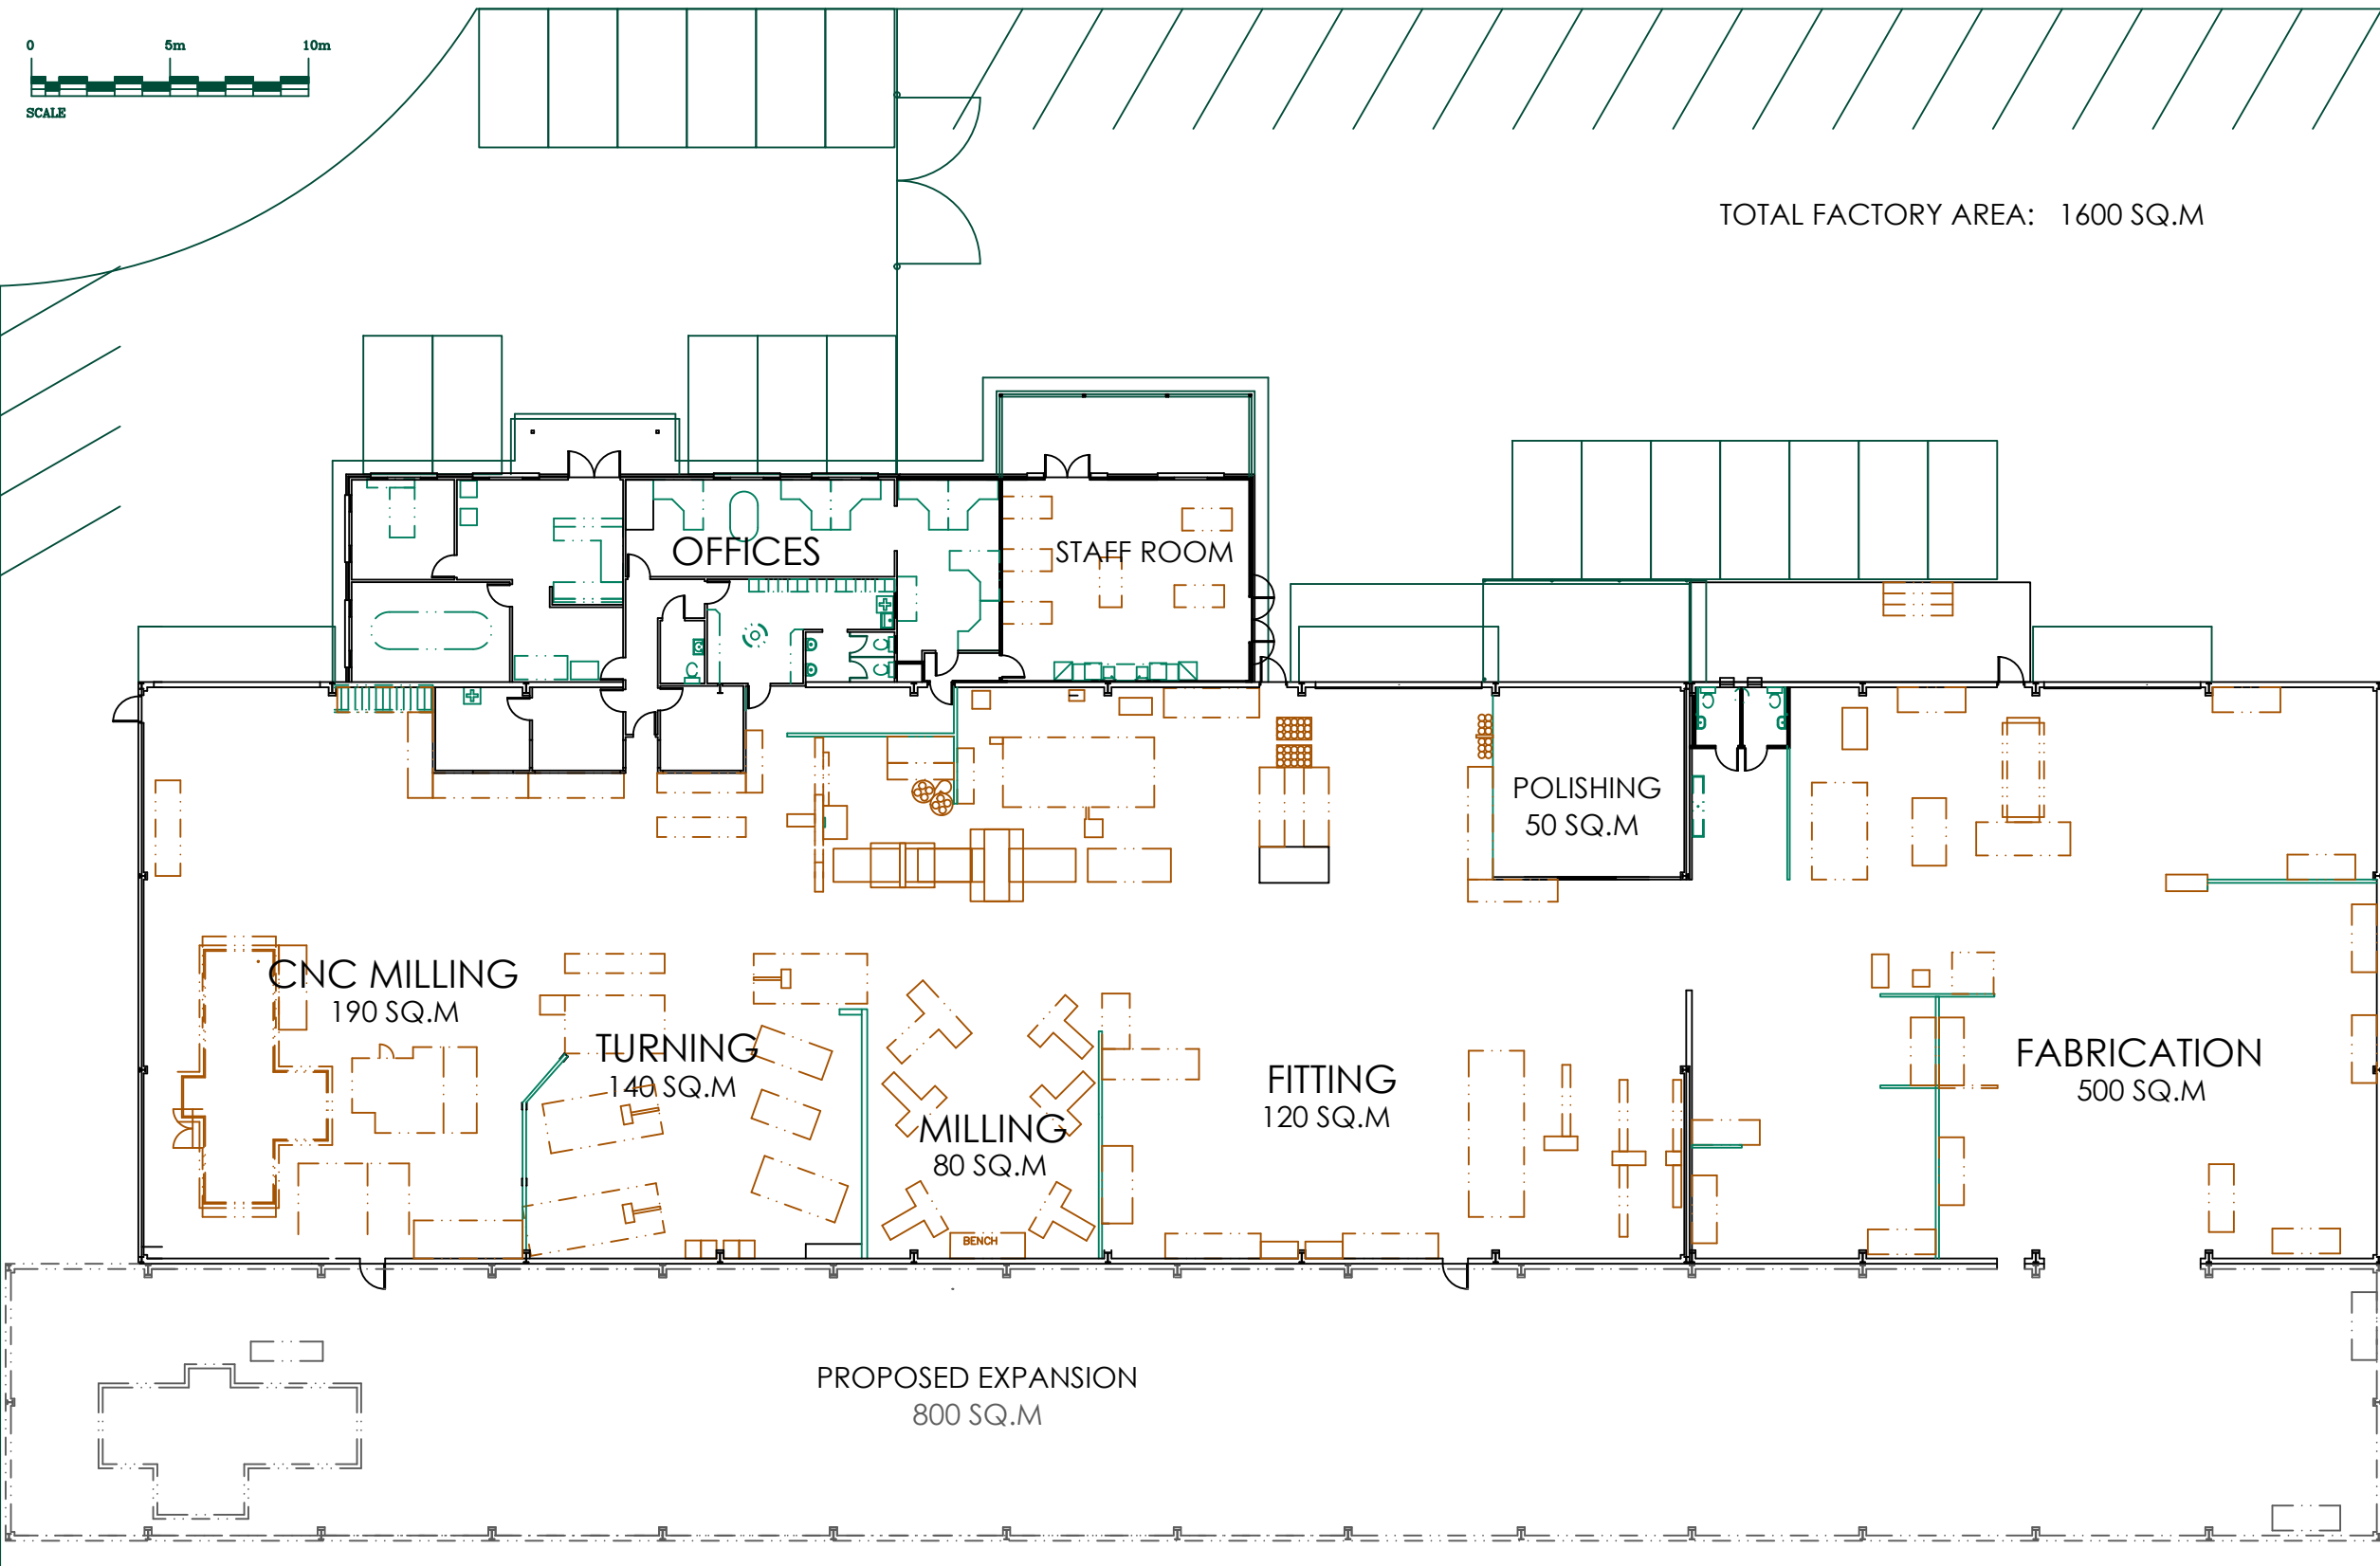 0 5m 10m
SCALE
TOTAL FACTORY AREA: 1600 SQ.M
OFFICES
STAFF ROOM
POLISHING
50 SQ.M
CNC MILLING
190 SQ.M
TURNING
140 SQ.M
MILLING
80 SQ.M
BENCH
FITTING
120 SQ.M
FABRICATION
500 SQ.M
PROPOSED EXPANSION
800 SQ.M